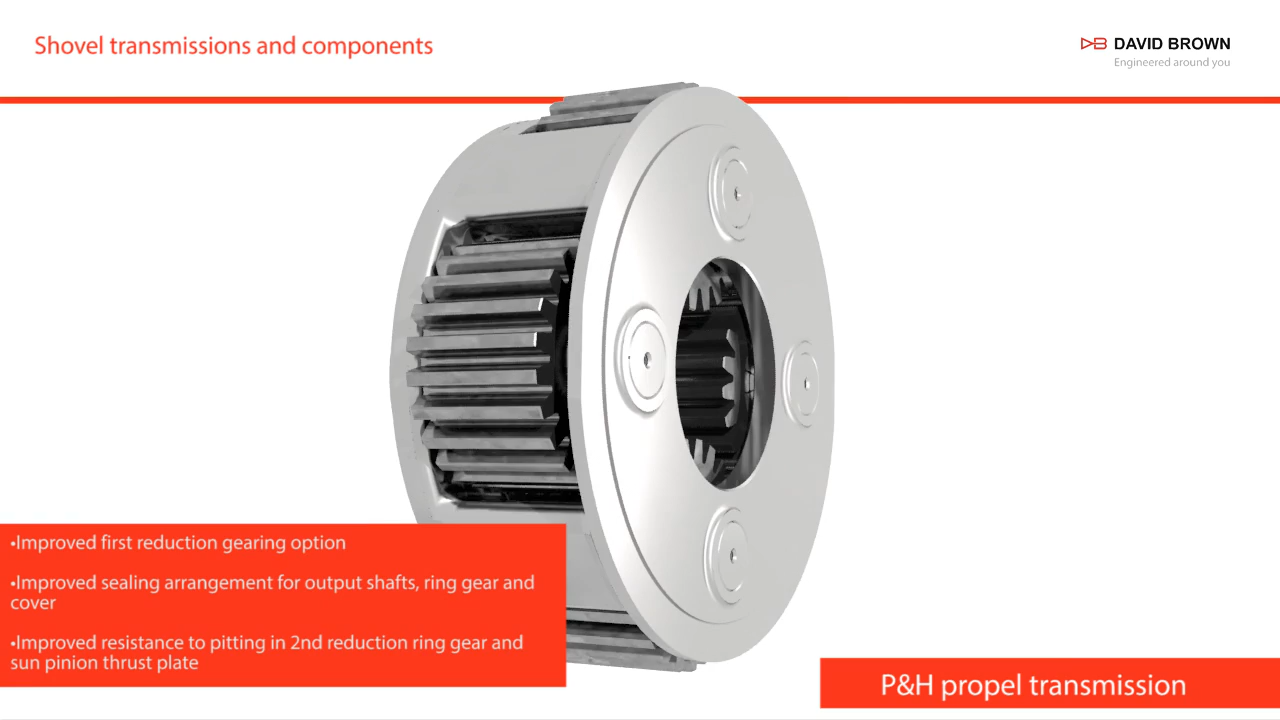 Shovel transmissions and components
DB DAVID BROWN
Engineered around you
•Improved first reduction gearing option
•Improved sealing arrangement for output shafts, ring gear and
cover
•Improved resistance to pitting in 2nd reduction ring gear and
sun pinion thrust plate
P&H propel transmission